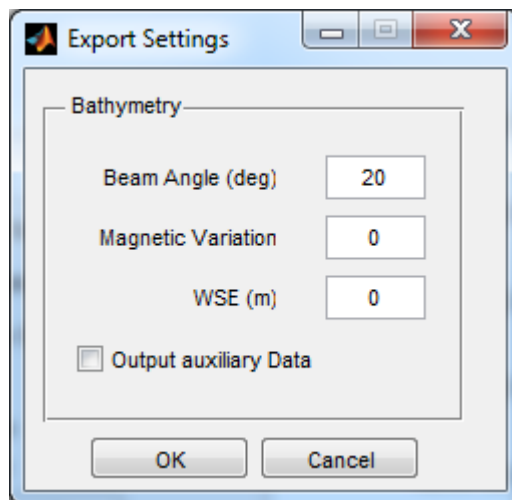 Export Settings
Bathymetry
Beam Angle (deg) 20
Magnetic Variation 0
WSE (m) 0
Output auxiliary Data
OK Cancel